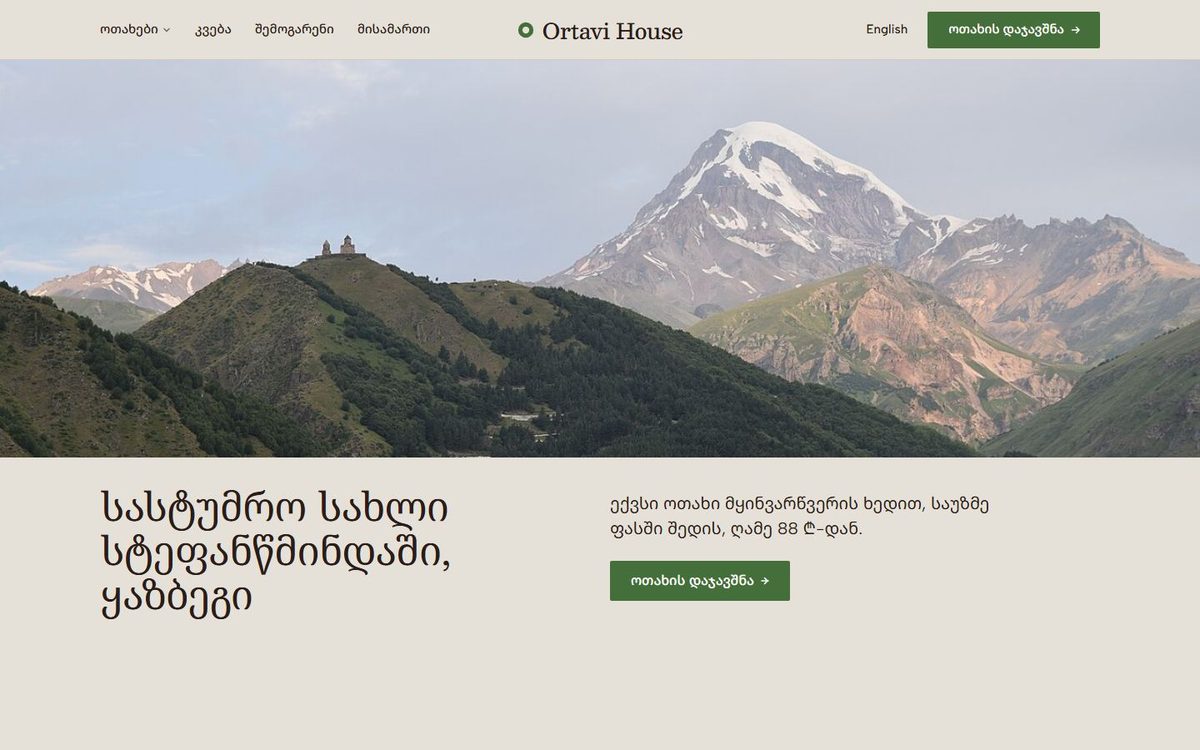 ოთახები
კვება
შემოგარენი
მისამართი
Ortavi House
English
ოთახის დაჯავშნა →
სასტუმრო სახლი
სტეფანწმინდაში,
ყაზბეგი
ექვსი ოთახი მყინვარწვერის ხედით, საუზმე
ფასში შედის, ღამე 88 ₾-დან.
ოთახის დაჯავშნა →